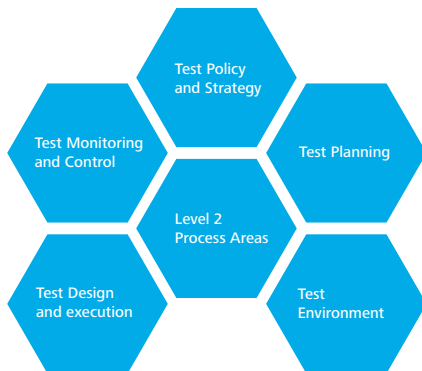 Test Policy
and Strategy
Test Monitoring
and Control
Test Planning
Level 2
Process Areas
Test Design
and execution
Test
Environment